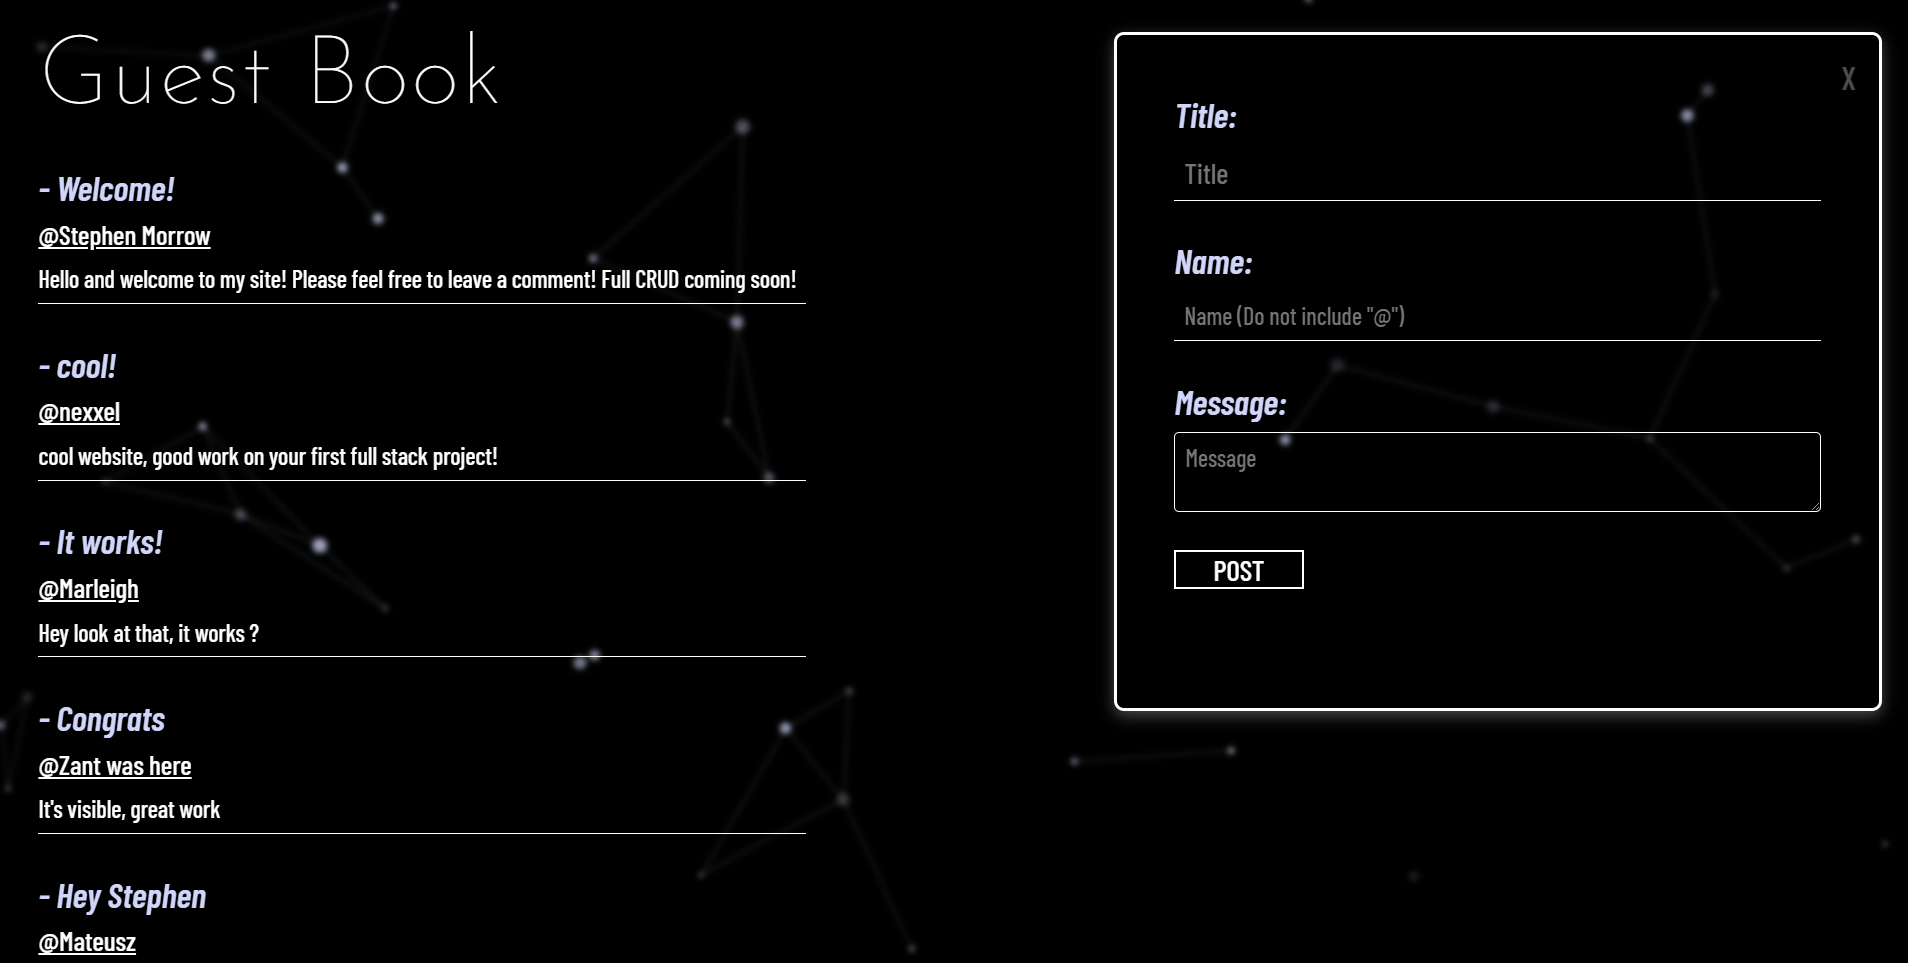 Guest Book
- Welcome!
@Stephen Morrow
Hello and welcome to my site! Please feel free to leave a comment! Full CRUD coming soon!
- cool!
@nexxel
cool website, good work on your first full stack project!
- It works!
@Marleigh
Hey look at that, it works ?
- Congrats
@Zant was here
It's visible, great work
- Hey Stephen
@Mateusz
X
Title:
Title
Name:
Name (Do not include "@")
Message:
Message
POST